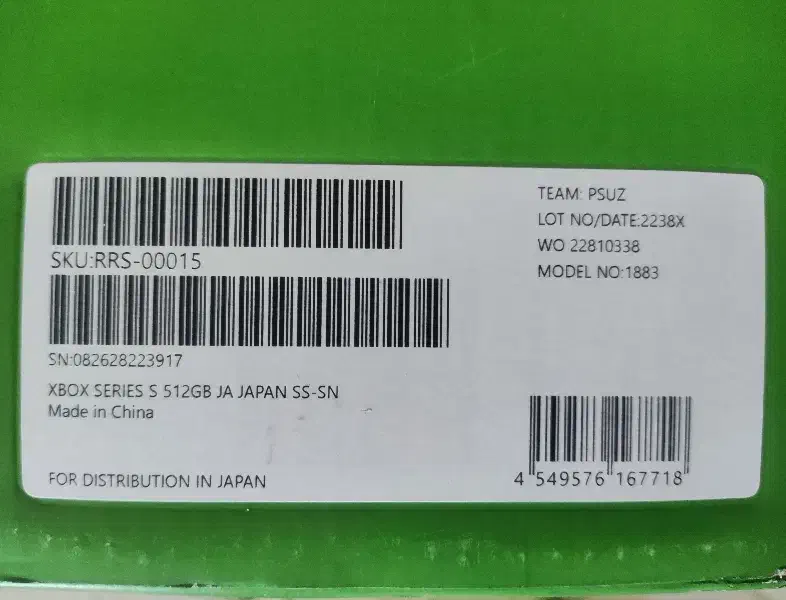 SKU:RRS-00015
SN:082628223917
XBOX SERIES S 512GB JA JAPAN SS-SN
Made in China
FOR DISTRIBUTION IN JAPAN
TEAM: PSUZ
LOT NO/DATE:2238X
WO 22810338
MODEL NO:1883
4 549576 167718